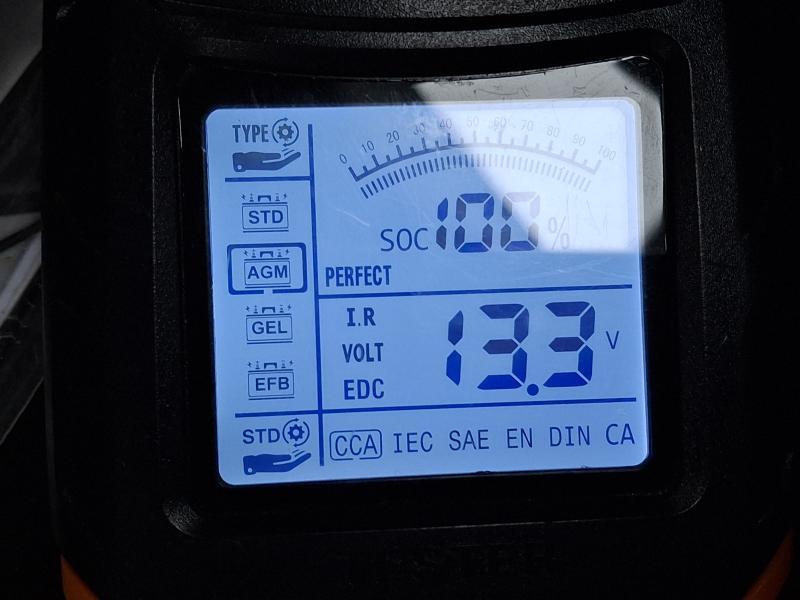 TYPE
0 10 20 30 40 50 60 70 80 90 100
STD
SOC 100 %
AGM
PERFECT
GEL
I.R
VOLT
13.3 V
EFB
EDC
STD
CCA IEC SAE EN DIN CA